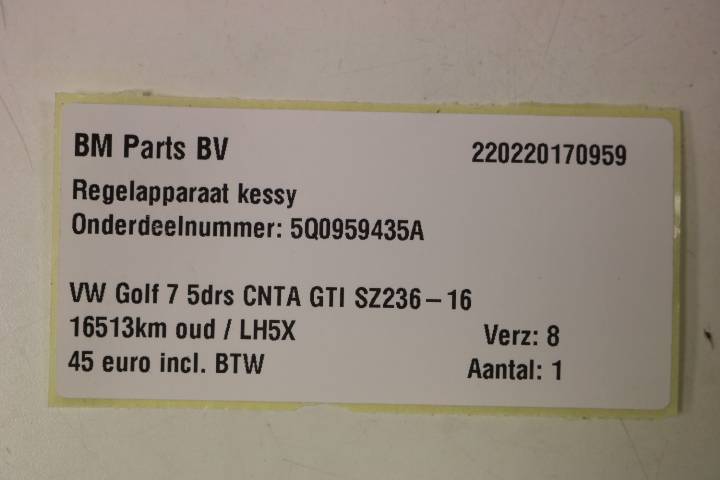 BM Parts BV 220220170959
Regelapparaat kessy
Onderdeelnummer: 5Q0959435A
VW Golf 7 5drs CNTA GTI SZ236 – 16
16513km oud / LH5X Verz: 8
45 euro incl. BTW Aantal: 1